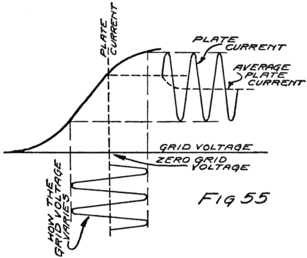 PLATE
CURRENT
PLATE
CURRENT
AVERAGE
PLATE
CURRENT
GRID VOLTAGE
ZERO GRID
VOLTAGE
HOW THE
GRID VOLTAGE
VARIES
FIG 55